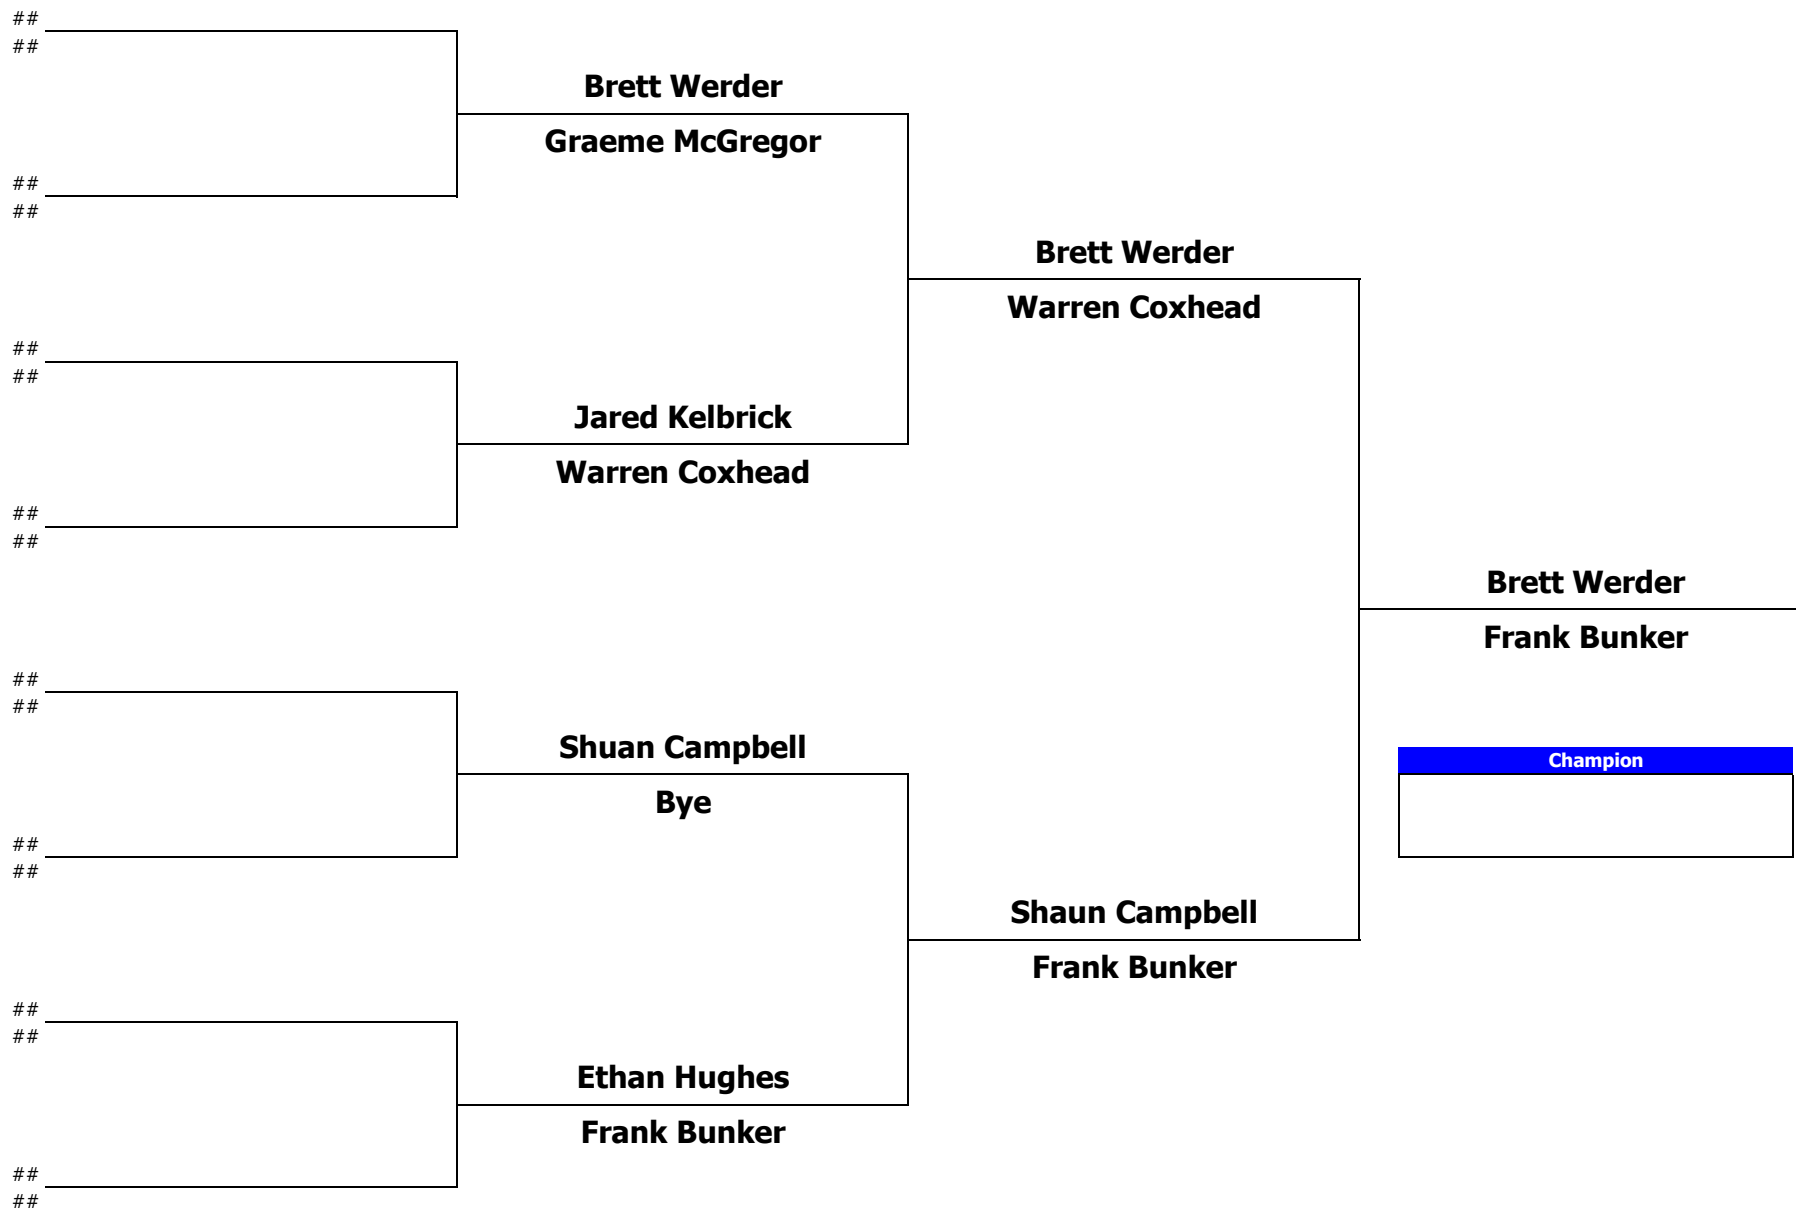 ##
##
Brett Werder
Graeme McGregor
##
##
Brett Werder
Warren Coxhead
##
##
Jared Kelbrick
Warren Coxhead
##
##
Brett Werder
Frank Bunker
##
##
Shuan Campbell
Champion
Bye
##
##
Shaun Campbell
Frank Bunker
##
##
Ethan Hughes
Frank Bunker
##
##